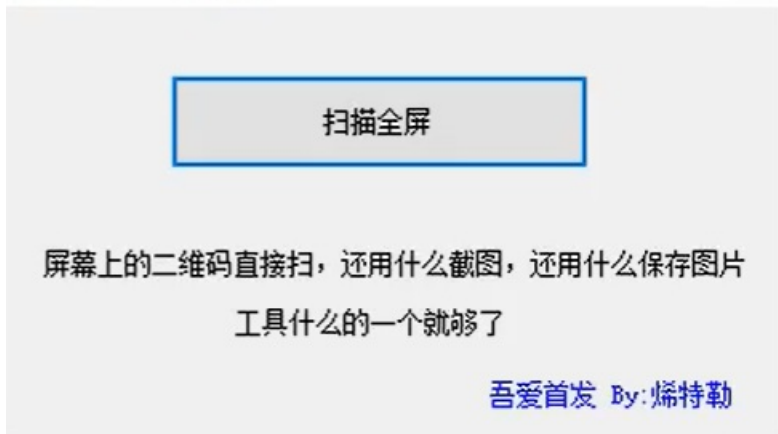 扫描全屏
屏幕上的二维码直接扫，还用什么截图，还用什么保存图片
工具什么的一个就够了
吾爱首发 By:烯特勒